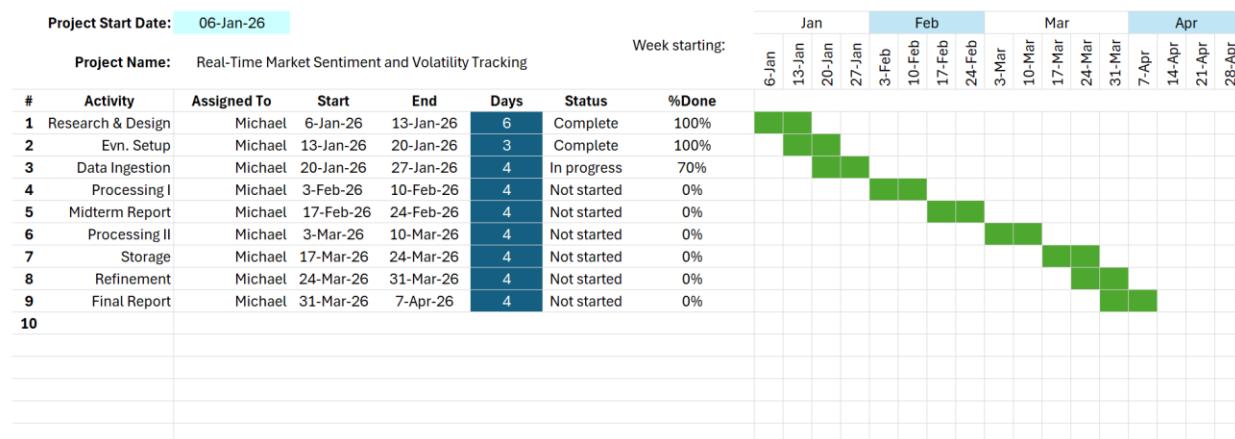 Project Start Date: 06-Jan-26
Jan Feb Mar Apr
Project Name: Real-Time Market Sentiment and Volatility Tracking
Week starting:
6-Jan 13-Jan 20-Jan 27-Jan 3-Feb 10-Feb 17-Feb 24-Feb 3-Mar 10-Mar 17-Mar 24-Mar 31-Mar 7-Apr 14-Apr 21-Apr 28-Apr
# Activity Assigned To Start End Days Status %Done
1 Research & Design Michael 6-Jan-26 13-Jan-26 6 Complete 100%
2 Evn. Setup Michael 13-Jan-26 20-Jan-26 3 Complete 100%
3 Data Ingestion Michael 20-Jan-26 27-Jan-26 4 In progress 70%
4 Processing I Michael 3-Feb-26 10-Feb-26 4 Not started 0%
5 Midterm Report Michael 17-Feb-26 24-Feb-26 4 Not started 0%
6 Processing II Michael 3-Mar-26 10-Mar-26 4 Not started 0%
7 Storage Michael 17-Mar-26 24-Mar-26 4 Not started 0%
8 Refinement Michael 24-Mar-26 31-Mar-26 4 Not started 0%
9 Final Report Michael 31-Mar-26 7-Apr-26 4 Not started 0%
10